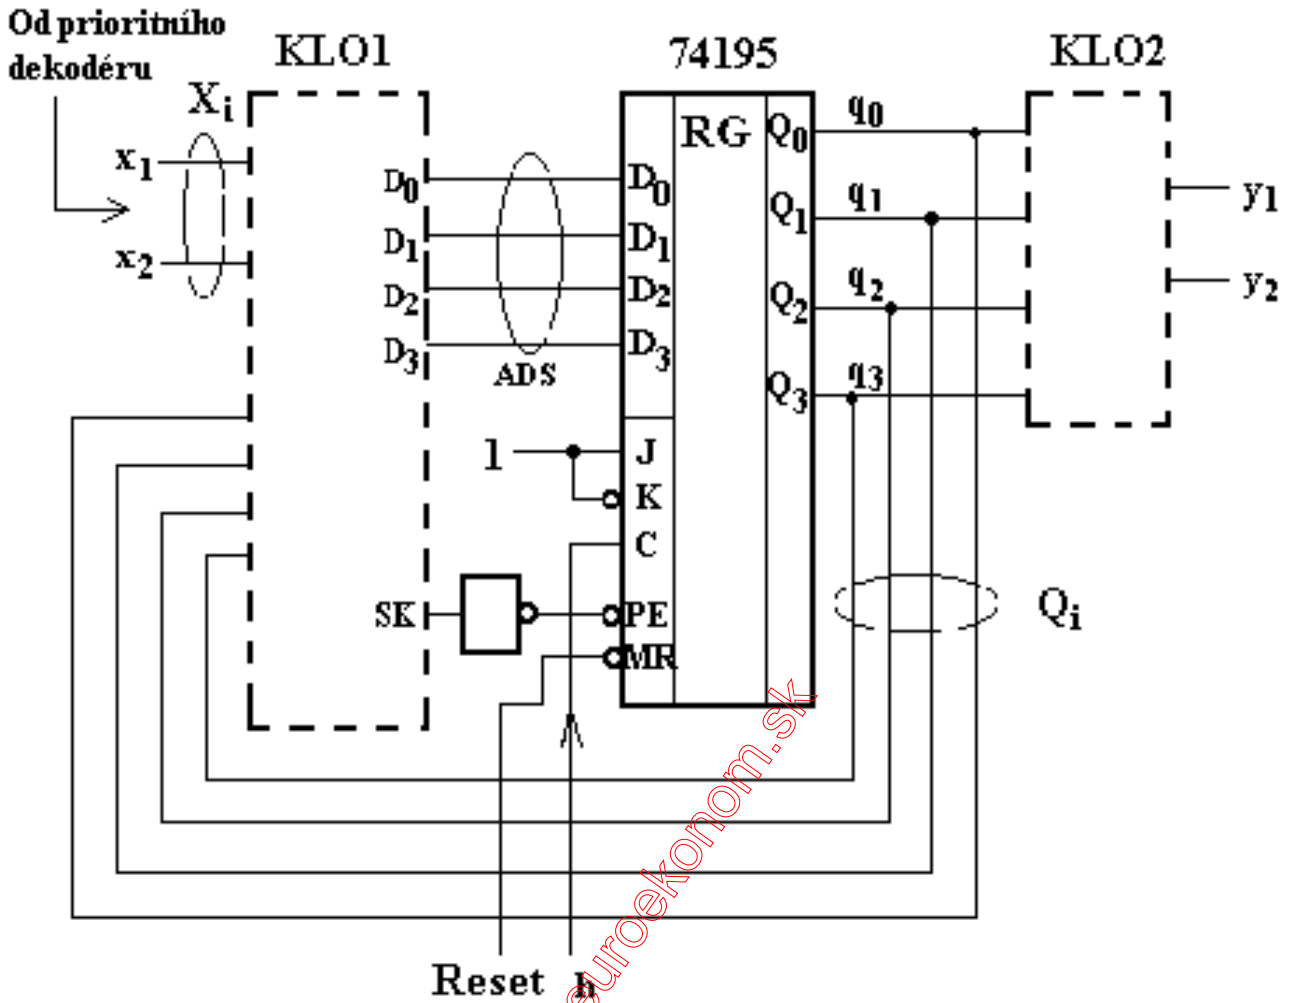 Od prioritního
dekodéru
KLO1
74195
KLO2
Xi
x1
x2
D0
D1
D2
D3
SK
ADS
RG
D0
D1
D2
D3
1
J
K
C
PE
MR
Q0
Q1
Q2
Q3
q0
q1
q2
q3
y1
y2
Qi
Reset
h
euroekonom.sk